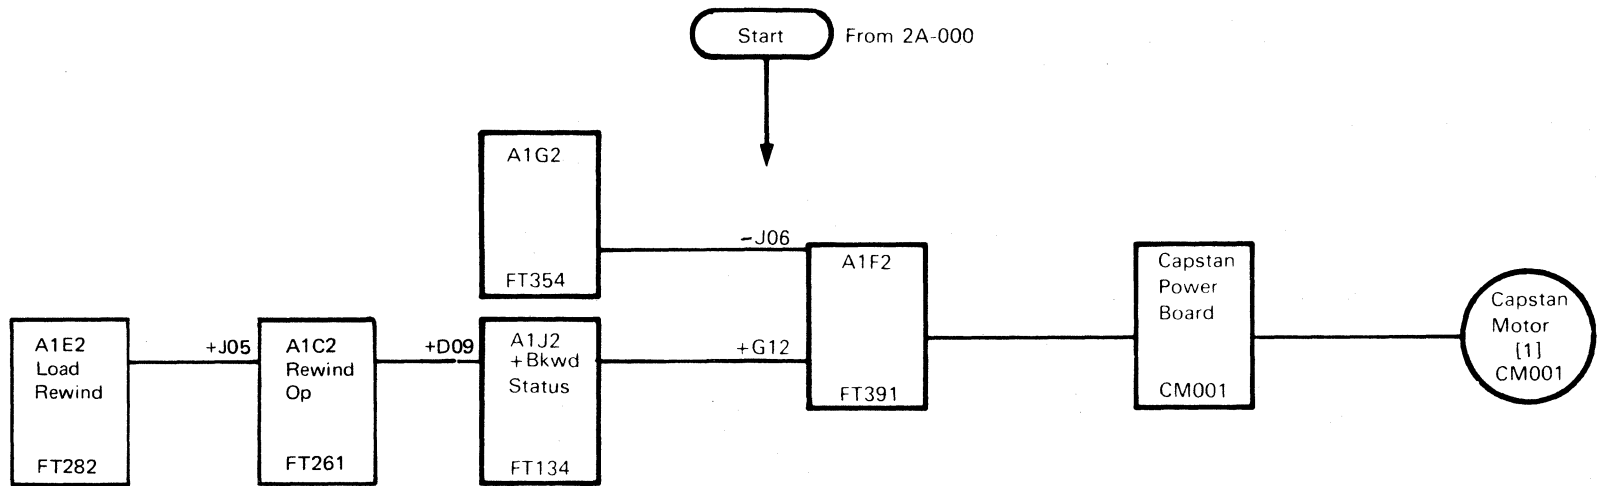 Start
From 2A-000
A1G2
FT354
-J06
A1F2
FT391
Capstan
Power
Board
CM001
Capstan
Motor
[1]
CM001
A1E2
Load
Rewind
FT282
+J05
A1C2
Rewind
Op
FT261
+D09
A1J2
+Bkwd
Status
FT134
+G12